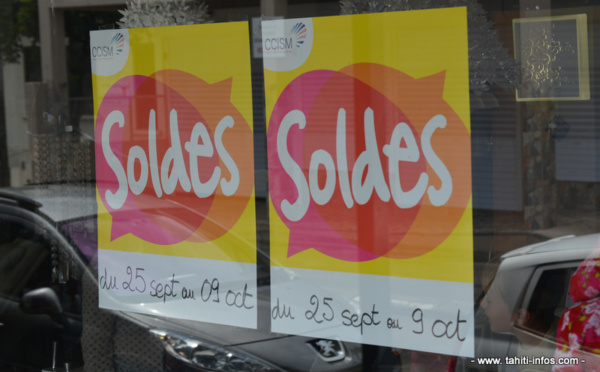 CCISM
Soldes
du 25 sept au 09 oct
CCISM
Soldes
du 25 sept au 9 oct
- www. tahiti-infos.com -